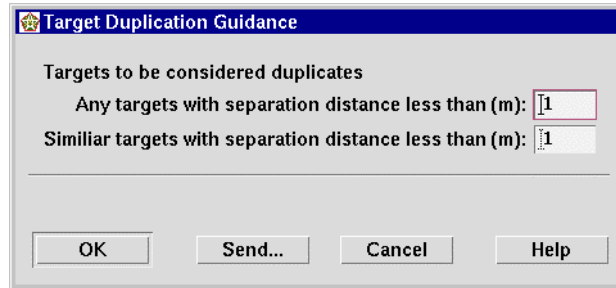 Target Duplication Guidance
Targets to be considered duplicates
Any targets with separation distance less than (m): 1
Similiar targets with separation distance less than (m): 1
OK Send... Cancel Help